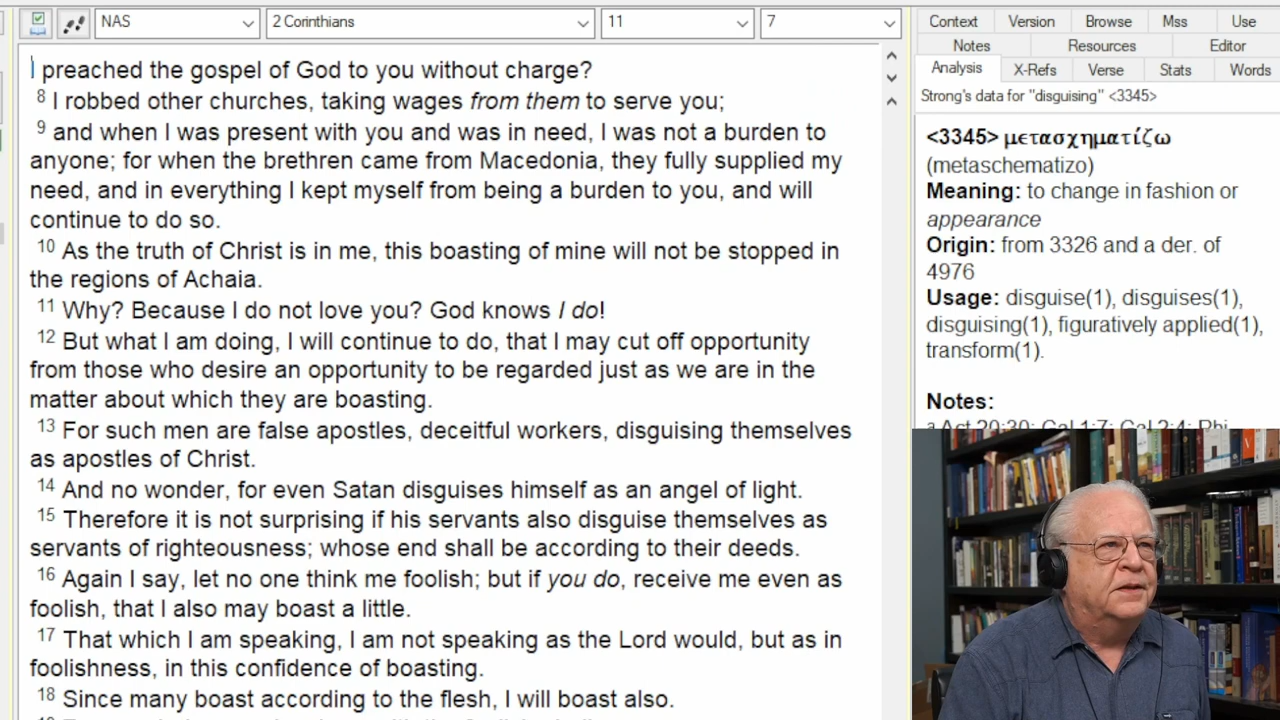 NAS 2 Corinthians 11 7
I preached the gospel of God to you without charge?
8 I robbed other churches, taking wages from them to serve you;
9 and when I was present with you and was in need, I was not a burden to
anyone; for when the brethren came from Macedonia, they fully supplied my
need, and in everything I kept myself from being a burden to you, and will
continue to do so.
10 As the truth of Christ is in me, this boasting of mine will not be stopped in
the regions of Achaia.
11 Why? Because I do not love you? God knows I do!
12 But what I am doing, I will continue to do, that I may cut off opportunity
from those who desire an opportunity to be regarded just as we are in the
matter about which they are boasting.
13 For such men are false apostles, deceitful workers, disguising themselves
as apostles of Christ.
14 And no wonder, for even Satan disguises himself as an angel of light.
15 Therefore it is not surprising if his servants also disguise themselves as
servants of righteousness; whose end shall be according to their deeds.
16 Again I say, let no one think me foolish; but if you do, receive me even as
foolish, that I also may boast a little.
17 That which I am speaking, I am not speaking as the Lord would, but as in
foolishness, in this confidence of boasting.
18 Since many boast according to the flesh, I will boast also.
Context Version Browse Mss Use
Notes Resources Editor
Analysis X-Refs Verse Stats Words
Strong's data for "disguising" <3345>
<3345> μετασχηματίζω
(metaschematizo)
Meaning: to change in fashion or
appearance
Origin: from 3326 and a der. of
4976
Usage: disguise(1), disguises(1),
disguising(1), figuratively applied(1),
transform(1).
Notes:
a Act 20:30; Gal 1:7; Gal 2:4; Phi